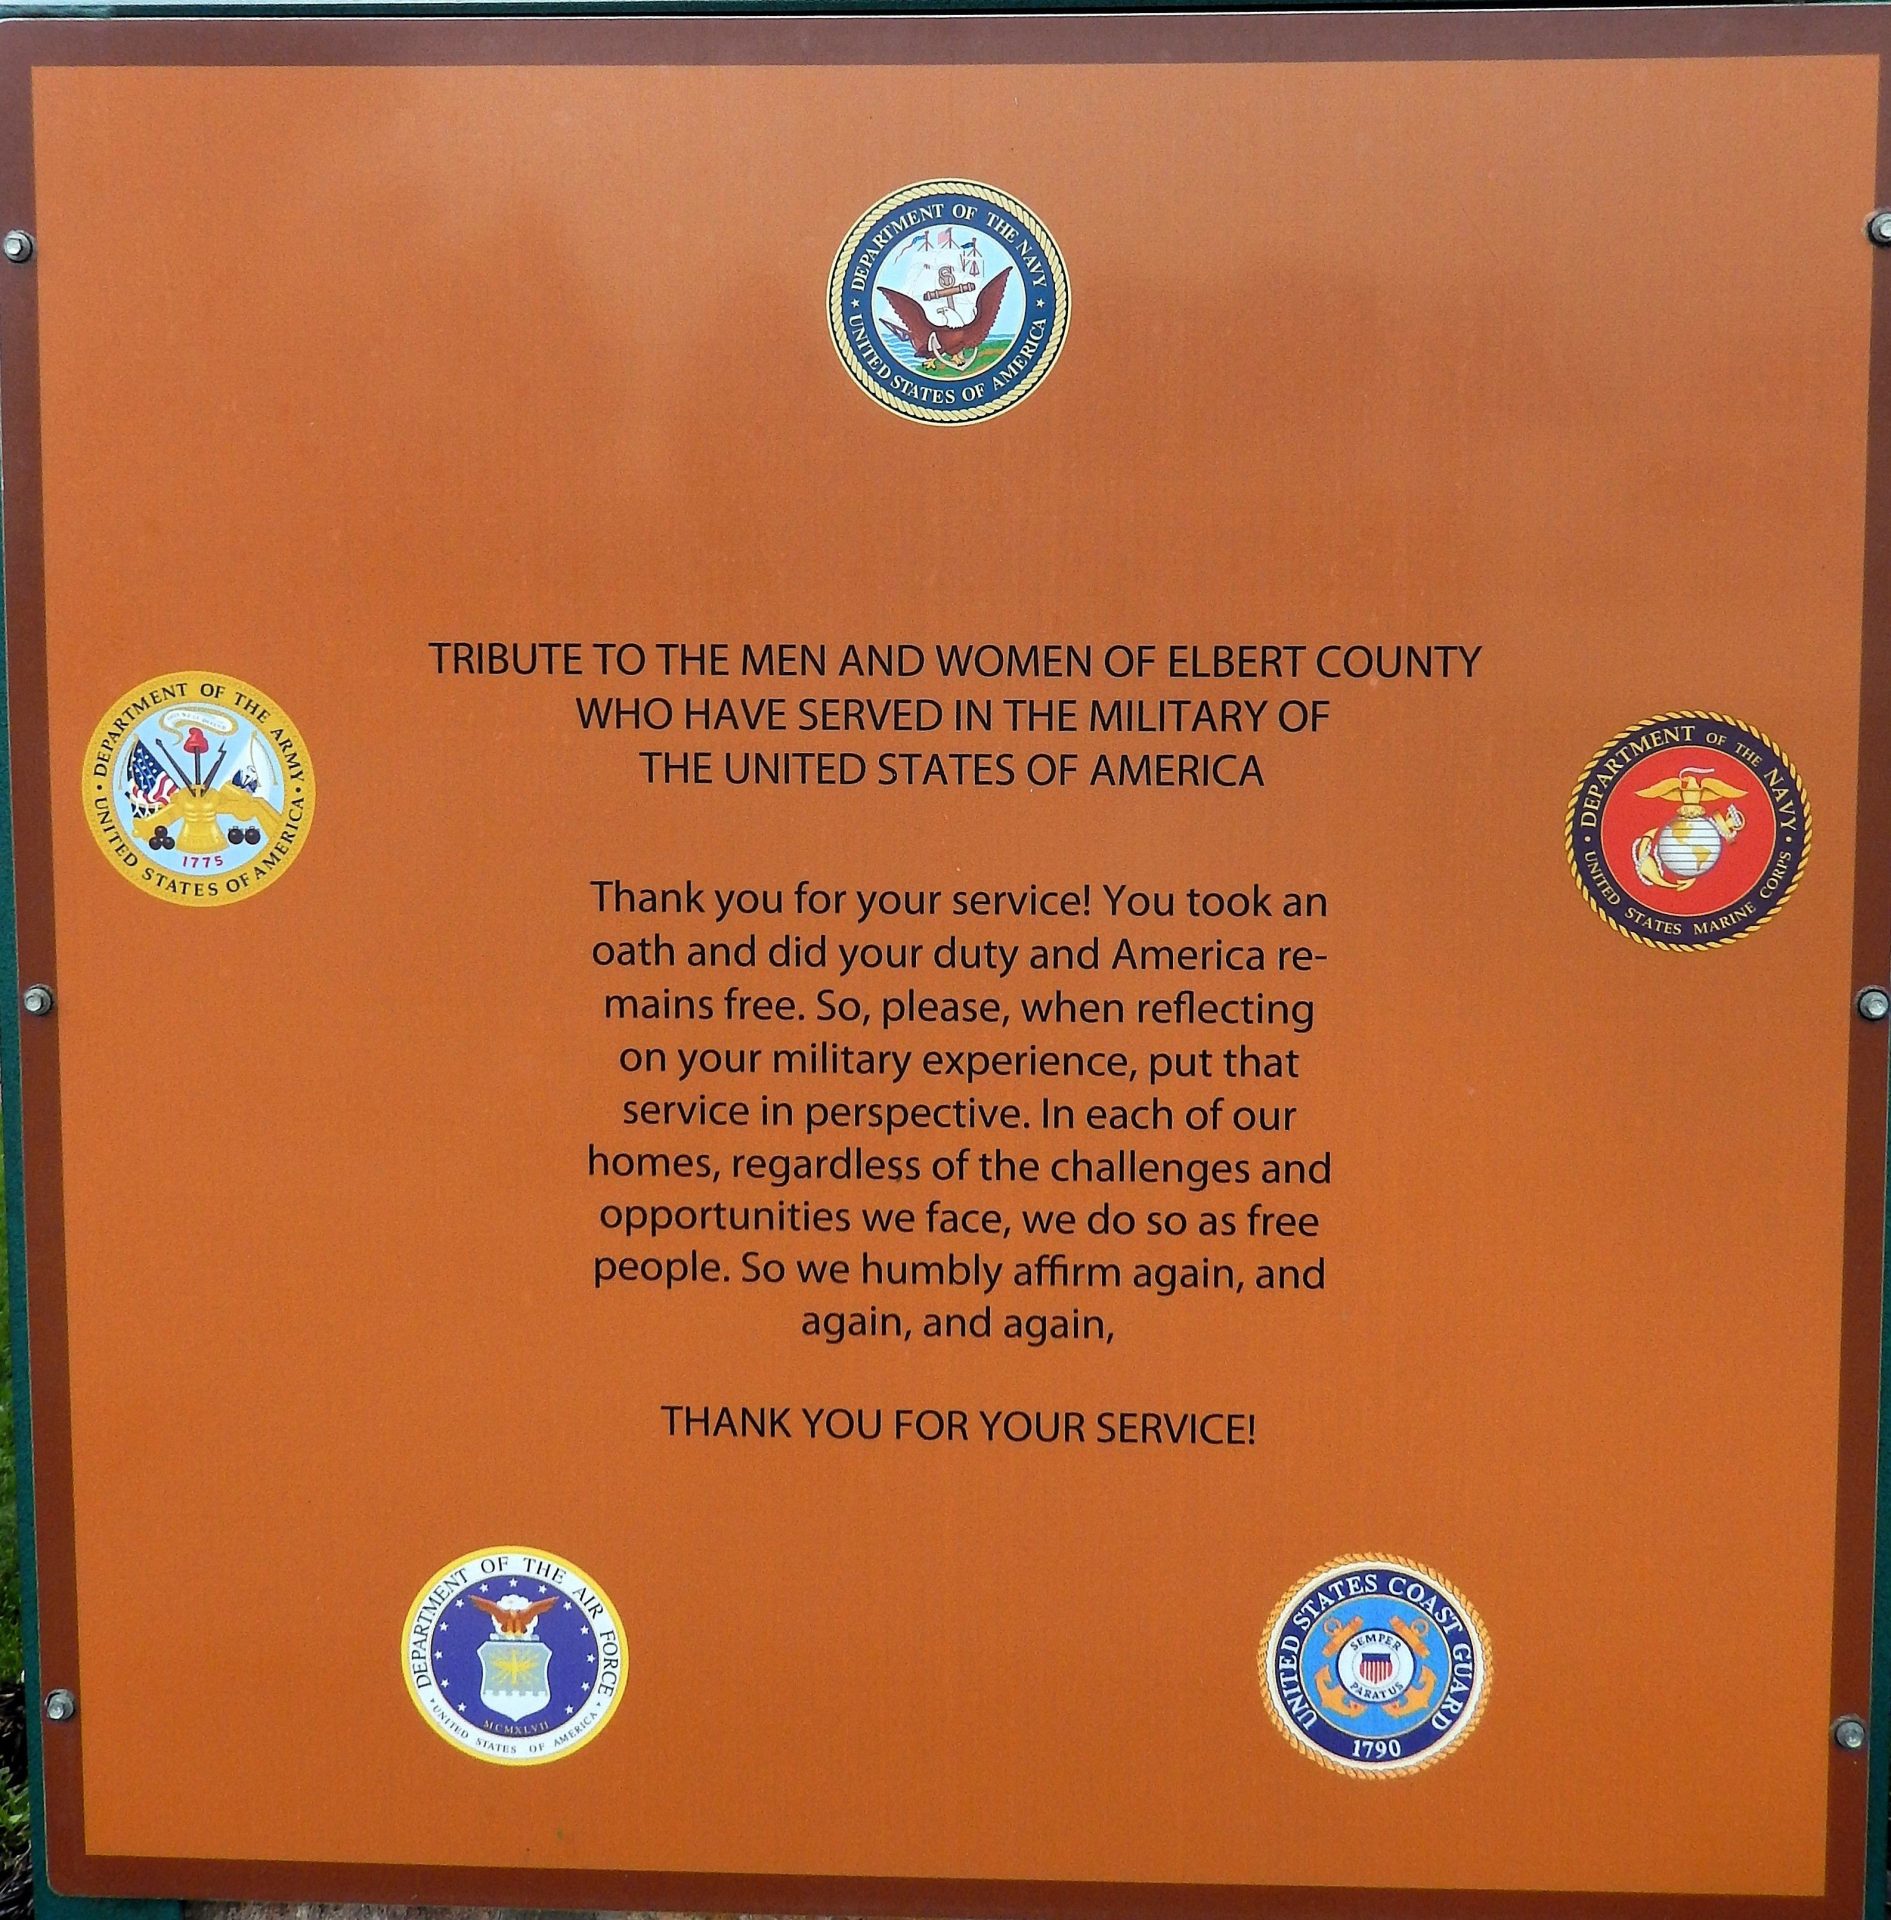 DEPARTMENT OF THE NAVY
UNITED STATES OF AMERICA
TRIBUTE TO THE MEN AND WOMEN OF ELBERT COUNTY
WHO HAVE SERVED IN THE MILITARY OF
THE UNITED STATES OF AMERICA
DEPARTMENT OF THE ARMY
1775
UNITED STATES OF AMERICA
DEPARTMENT OF THE NAVY
UNITED STATES MARINE CORPS
Thank you for your service! You took an
oath and did your duty and America re-
mains free. So, please, when reflecting
on your military experience, put that
service in perspective. In each of our
homes, regardless of the challenges and
opportunities we face, we do so as free
people. So we humbly affirm again, and
again, and again,
THANK YOU FOR YOUR SERVICE!
DEPARTMENT OF THE AIR FORCE
MCMXLVII
UNITED STATES OF AMERICA
UNITED STATES COAST GUARD
SEMPER
PARATUS
1790